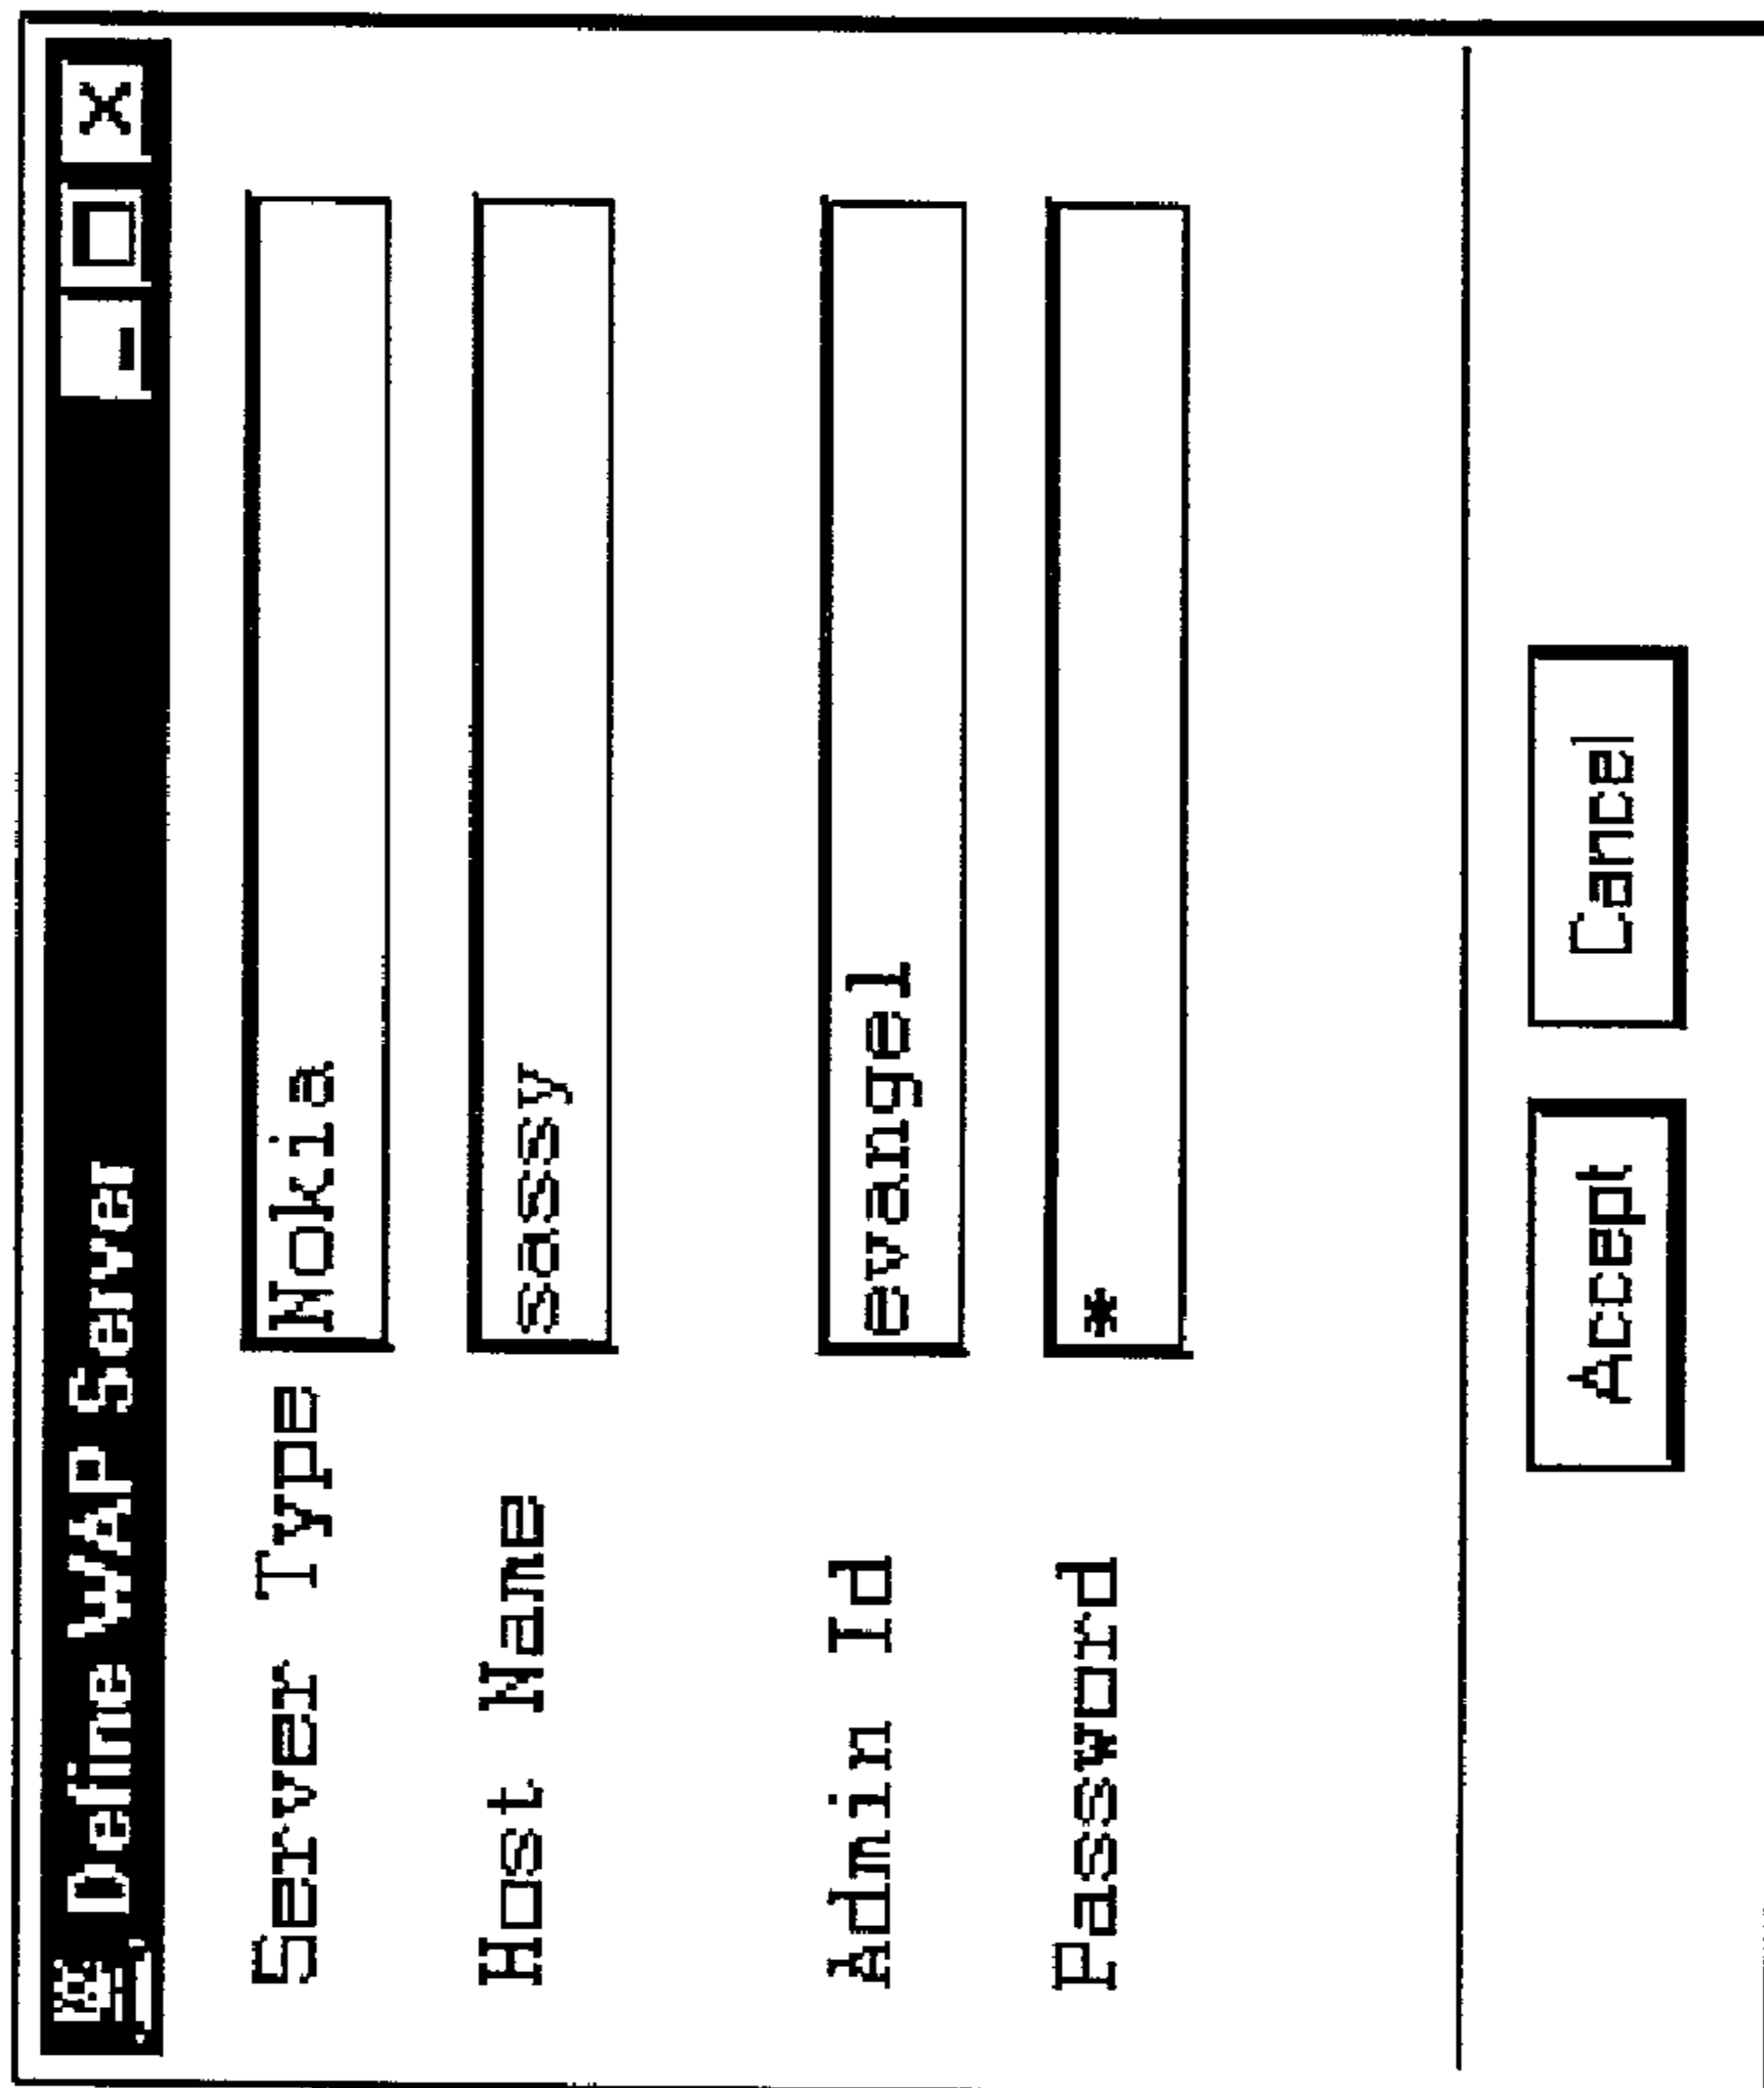 Define WAP Server
Server Type Nokia
Host Name sassy
Admin Id evangel
Password *
Accept Cancel